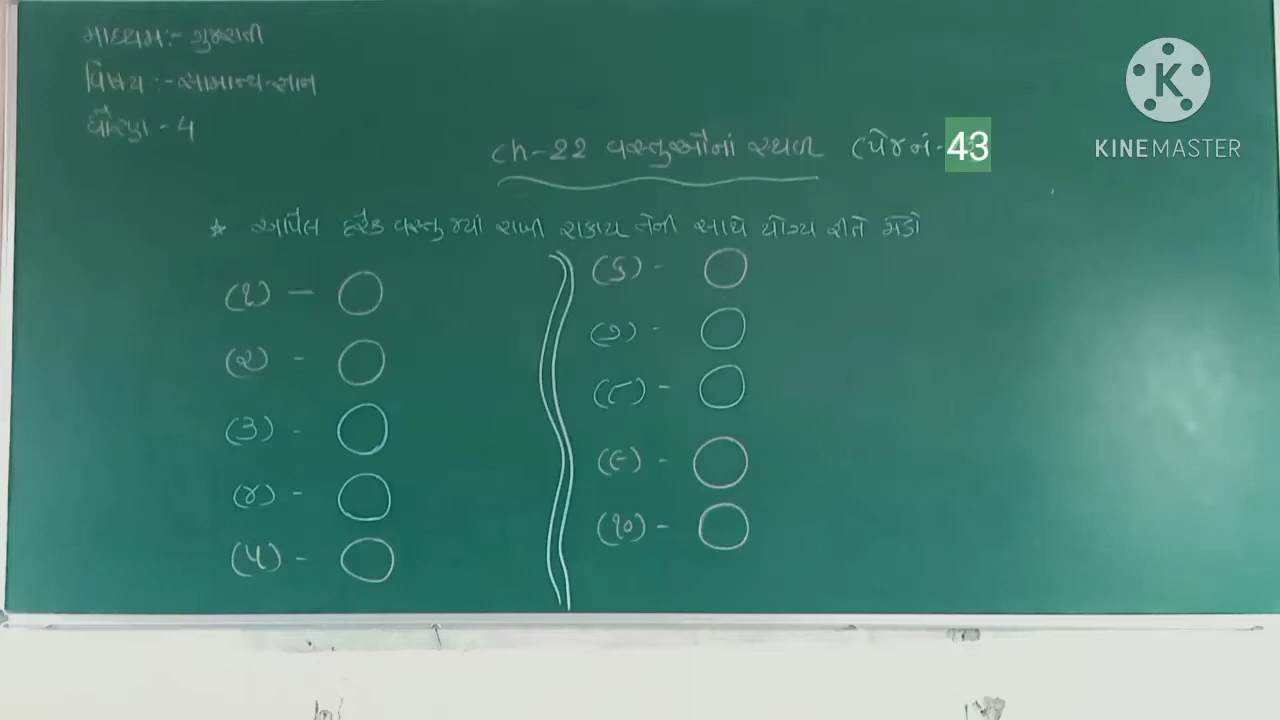 માધ્યમ:- ગુજરાતી
વિષય:- સામાન્ય-જ્ઞાન
ધોરણ - 4
Ch-22 વસ્તુઓનાં સ્થળ (પેજનં.- 43
* આપેલ દરેક વસ્તુ જ્યાં રાખી શકાય તેની સાથે યોગ્ય રીતે જોડો
(૧) -
(૨) -
(૩) -
(૪) -
(૫) -
(૬) -
(૭) -
(૮) -
(૯) -
(૧૦) -
K
KINEMASTER